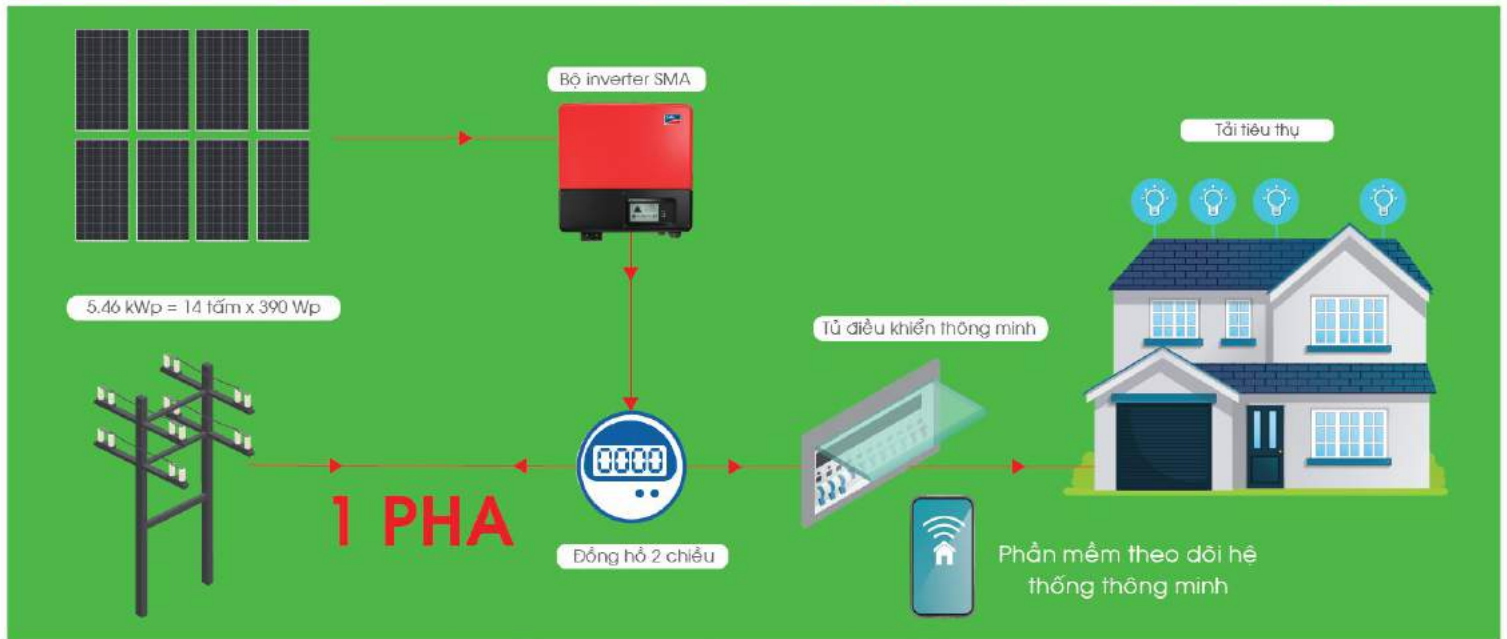 Bộ inverter SMA
Tải tiêu thụ
5.46 kWp = 14 tấm x 390 Wp
Tủ điều khiển thông minh
0000
1 PHA
Đồng hồ 2 chiều
Phần mềm theo dõi hệ
thống thông minh